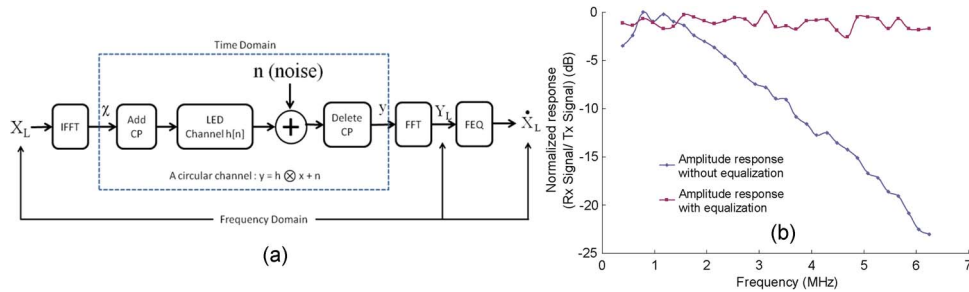 Time Domain
n (noise)
X_L
IFFT
χ
Add
CP
LED
Channel h[n]
+
Delete
CP
y
FFT
Y_L
FEQ
Ẋ_L
A circular channel : y = h ⊗ x + n
Frequency Domain
(a)
Normalized response
(Rx Signal/ Tx Signal) (dB)
0
-5
-10
-15
-20
-25
Amplitude response
without equalization
Amplitude response
with equalization
(b)
0 1 2 3 4 5 6 7
Frequency (MHz)